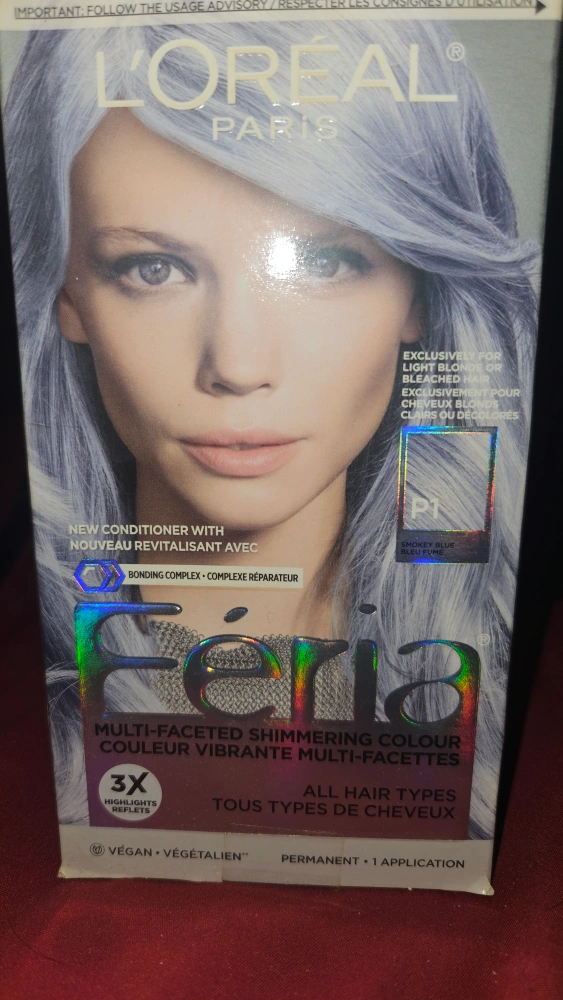 IMPORTANT: FOLLOW THE USAGE ADVISORY / RESPECTER LES CONSIGNES D'UTILISATION
L'ORÉAL®
PARIS
EXCLUSIVELY FOR
LIGHT BLONDE OR
BLEACHED HAIR
EXCLUSIVEMENT POUR
CHEVEUX BLONDS
CLAIRS OU DÉCOLORÉS
P1
SMOKEY BLUE
BLEU FUMÉ
NEW CONDITIONER WITH
NOUVEAU REVITALISANT AVEC
BONDING COMPLEX • COMPLEXE RÉPARATEUR
Féria®
MULTI-FACETED SHIMMERING COLOUR
COULEUR VIBRANTE MULTI-FACETTES
3X
HIGHLIGHTS
REFLETS
ALL HAIR TYPES
TOUS TYPES DE CHEVEUX
VEGAN • VÉGÉTALIEN**
PERMANENT • 1 APPLICATION